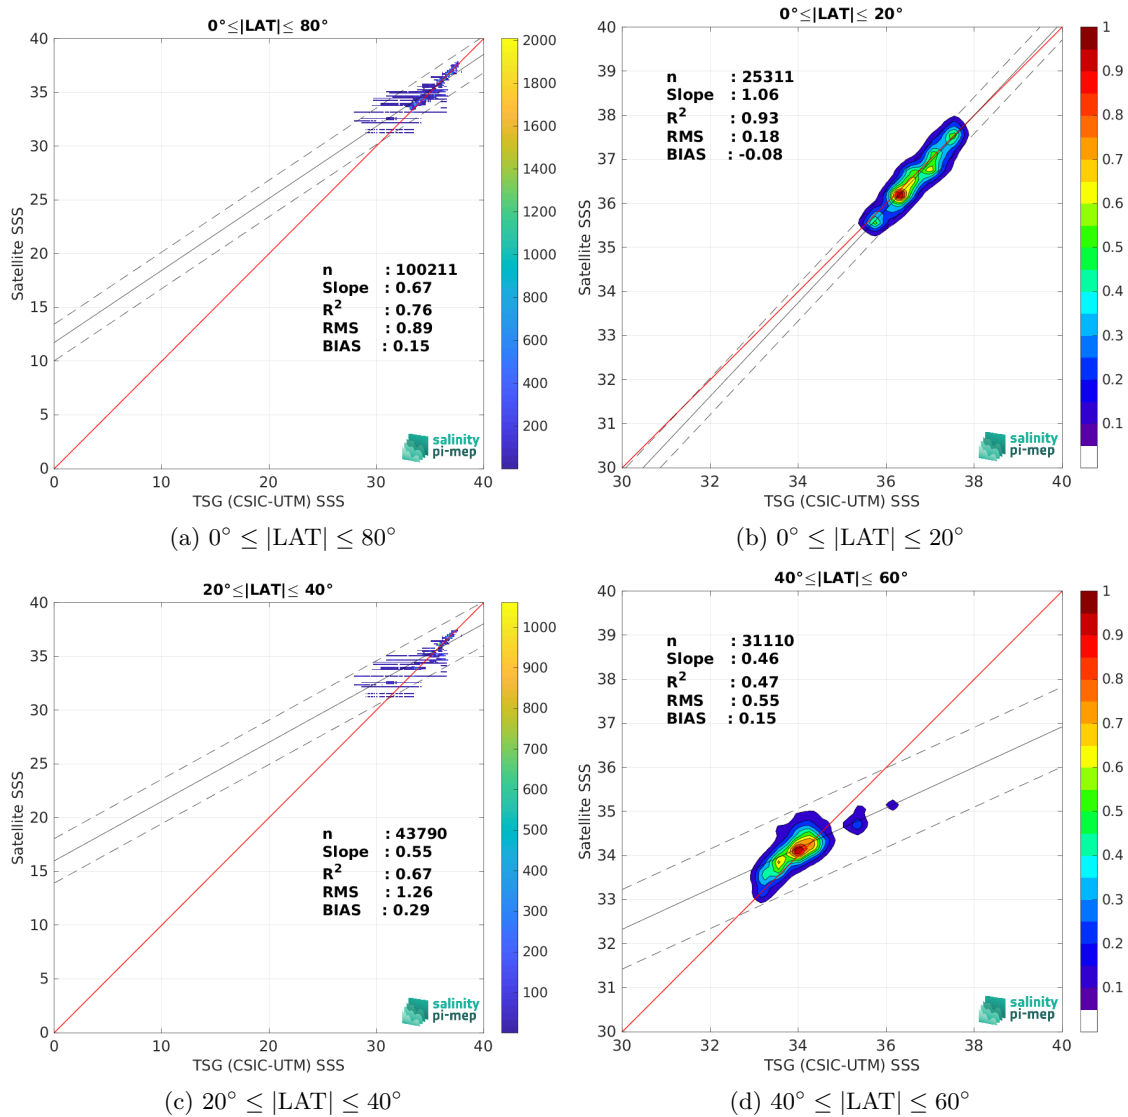 0°≤|LAT|≤ 80°
40
35
30
25
20
15
10
5
0
0
10
20
30
40
Satellite SSS
TSG (CSIC-UTM) SSS
n : 100211
Slope : 0.67
R² : 0.76
RMS : 0.89
BIAS : 0.15
salinity
pi-mep
2000
1800
1600
1400
1200
1000
800
600
400
200
(a) 0° ≤ |LAT| ≤ 80°
0°≤|LAT|≤ 20°
40
39
38
37
36
35
34
33
32
31
30
30
32
34
36
38
40
Satellite SSS
TSG (CSIC-UTM) SSS
n : 25311
Slope : 1.06
R² : 0.93
RMS : 0.18
BIAS : -0.08
salinity
pi-mep
1
0.9
0.8
0.7
0.6
0.5
0.4
0.3
0.2
0.1
(b) 0° ≤ |LAT| ≤ 20°
20°≤|LAT|≤ 40°
40
35
30
25
20
15
10
5
0
0
10
20
30
40
Satellite SSS
TSG (CSIC-UTM) SSS
n : 43790
Slope : 0.55
R² : 0.67
RMS : 1.26
BIAS : 0.29
salinity
pi-mep
1000
900
800
700
600
500
400
300
200
100
(c) 20° ≤ |LAT| ≤ 40°
40°≤|LAT|≤ 60°
40
39
38
37
36
35
34
33
32
31
30
30
32
34
36
38
40
Satellite SSS
TSG (CSIC-UTM) SSS
n : 31110
Slope : 0.46
R² : 0.47
RMS : 0.55
BIAS : 0.15
salinity
pi-mep
1
0.9
0.8
0.7
0.6
0.5
0.4
0.3
0.2
0.1
(d) 40° ≤ |LAT| ≤ 60°